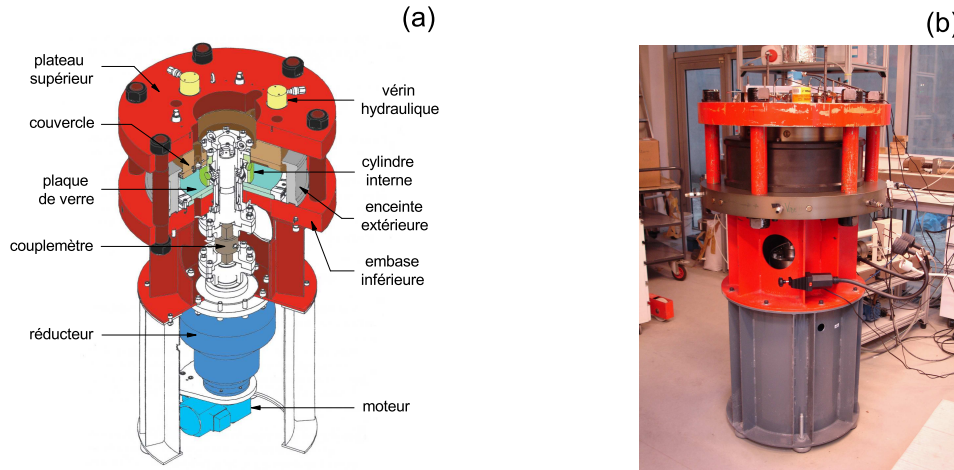 (a)
(b)
plateau
supérieur
couvercle
plaque
de verre
couplemètre
réducteur
vérin
hydraulique
cylindre
interne
enceinte
extérieure
embase
inférieure
moteur